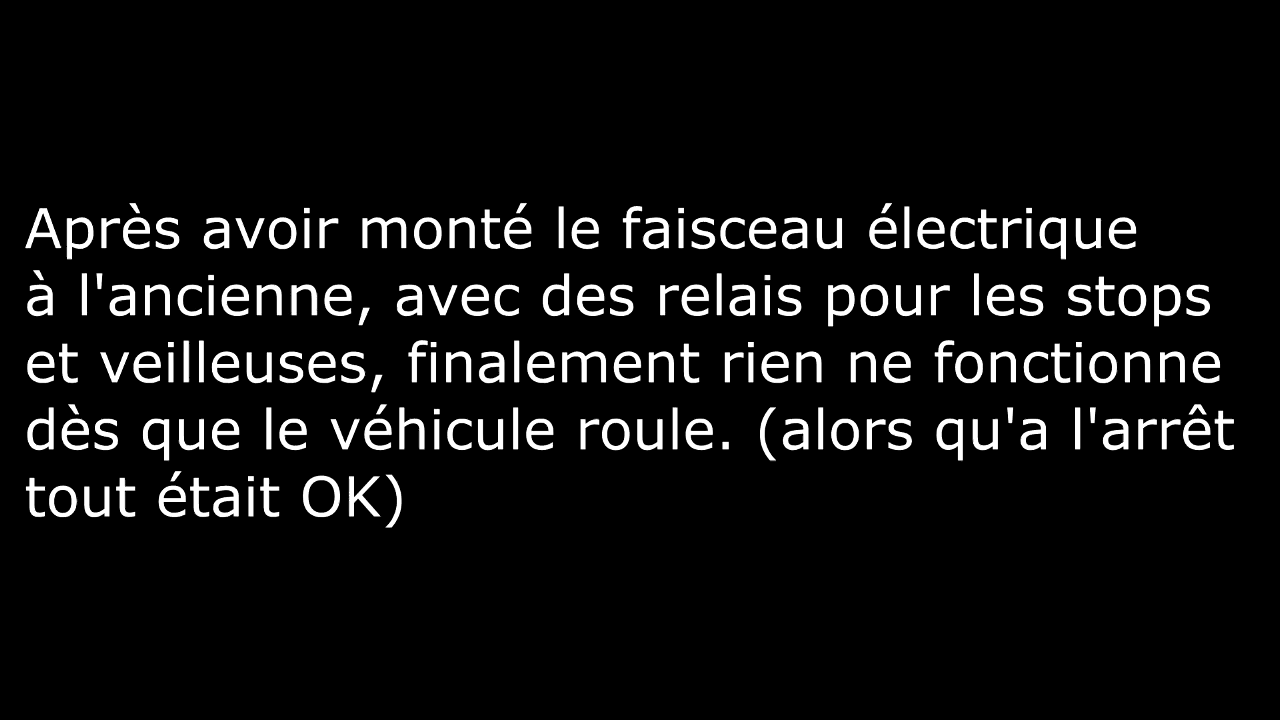 Après avoir monté le faisceau électrique
à l'ancienne, avec des relais pour les stops
et veilleuses, finalement rien ne fonctionne
dès que le véhicule roule. (alors qu'a l'arrêt
tout était OK)